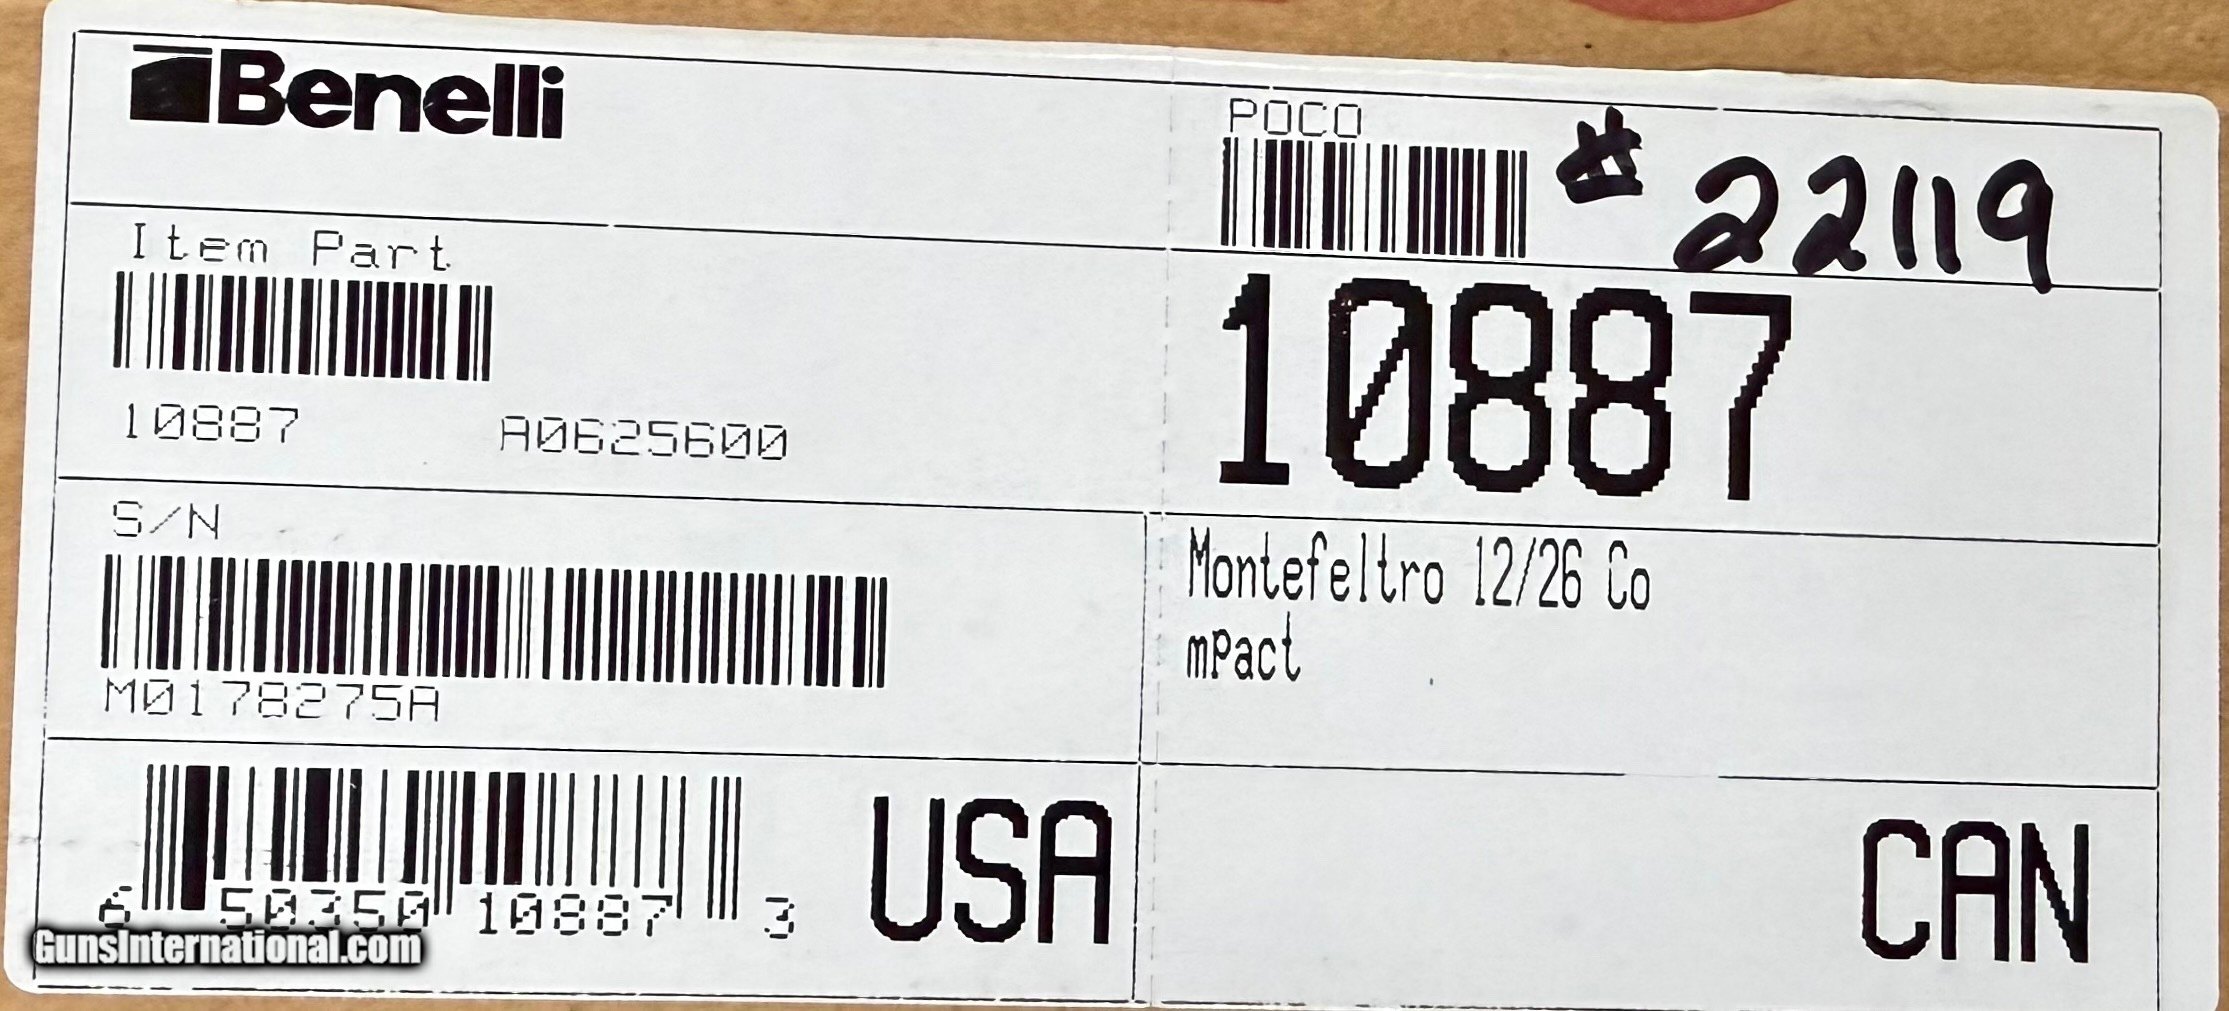 Benelli
POCO
# 22119
Item Part
10887 A0625600
10887
S/N
M0178275A
Montefeltro 12/26 Co
mPact
6 50350 10887 3
USA
CAN
GunsInternational.com